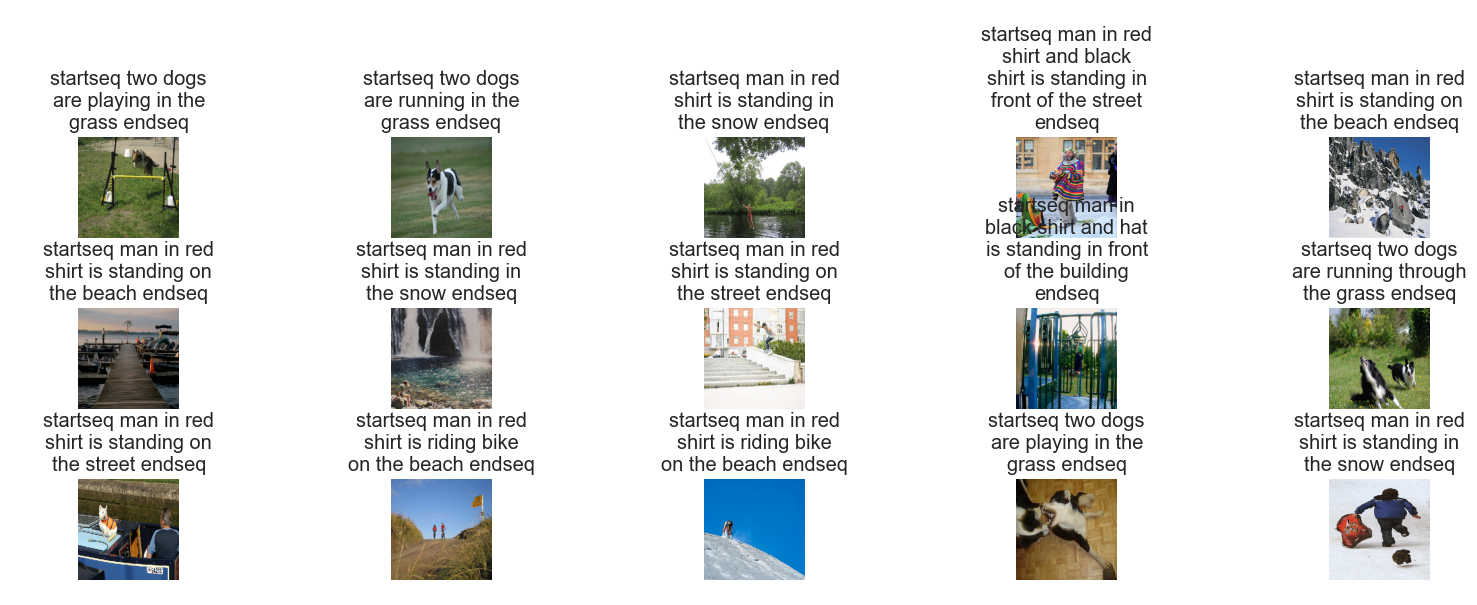 startseq two dogs
are playing in the
grass endseq
startseq two dogs
are running in the
grass endseq
startseq man in red
shirt is standing in
the snow endseq
startseq man in red
shirt and black
shirt is standing in
front of the street
endseq
startseq man in red
shirt is standing on
the beach endseq
startseq man in red
shirt is standing on
the beach endseq
startseq man in red
shirt is standing in
the snow endseq
startseq man in red
shirt is standing on
the street endseq
startseq man in
black shirt and hat
is standing in front
of the building
endseq
startseq two dogs
are running through
the grass endseq
startseq man in red
shirt is standing on
the street endseq
startseq man in red
shirt is riding bike
on the beach endseq
startseq man in red
shirt is riding bike
on the beach endseq
startseq two dogs
are playing in the
grass endseq
startseq man in red
shirt is standing in
the snow endseq